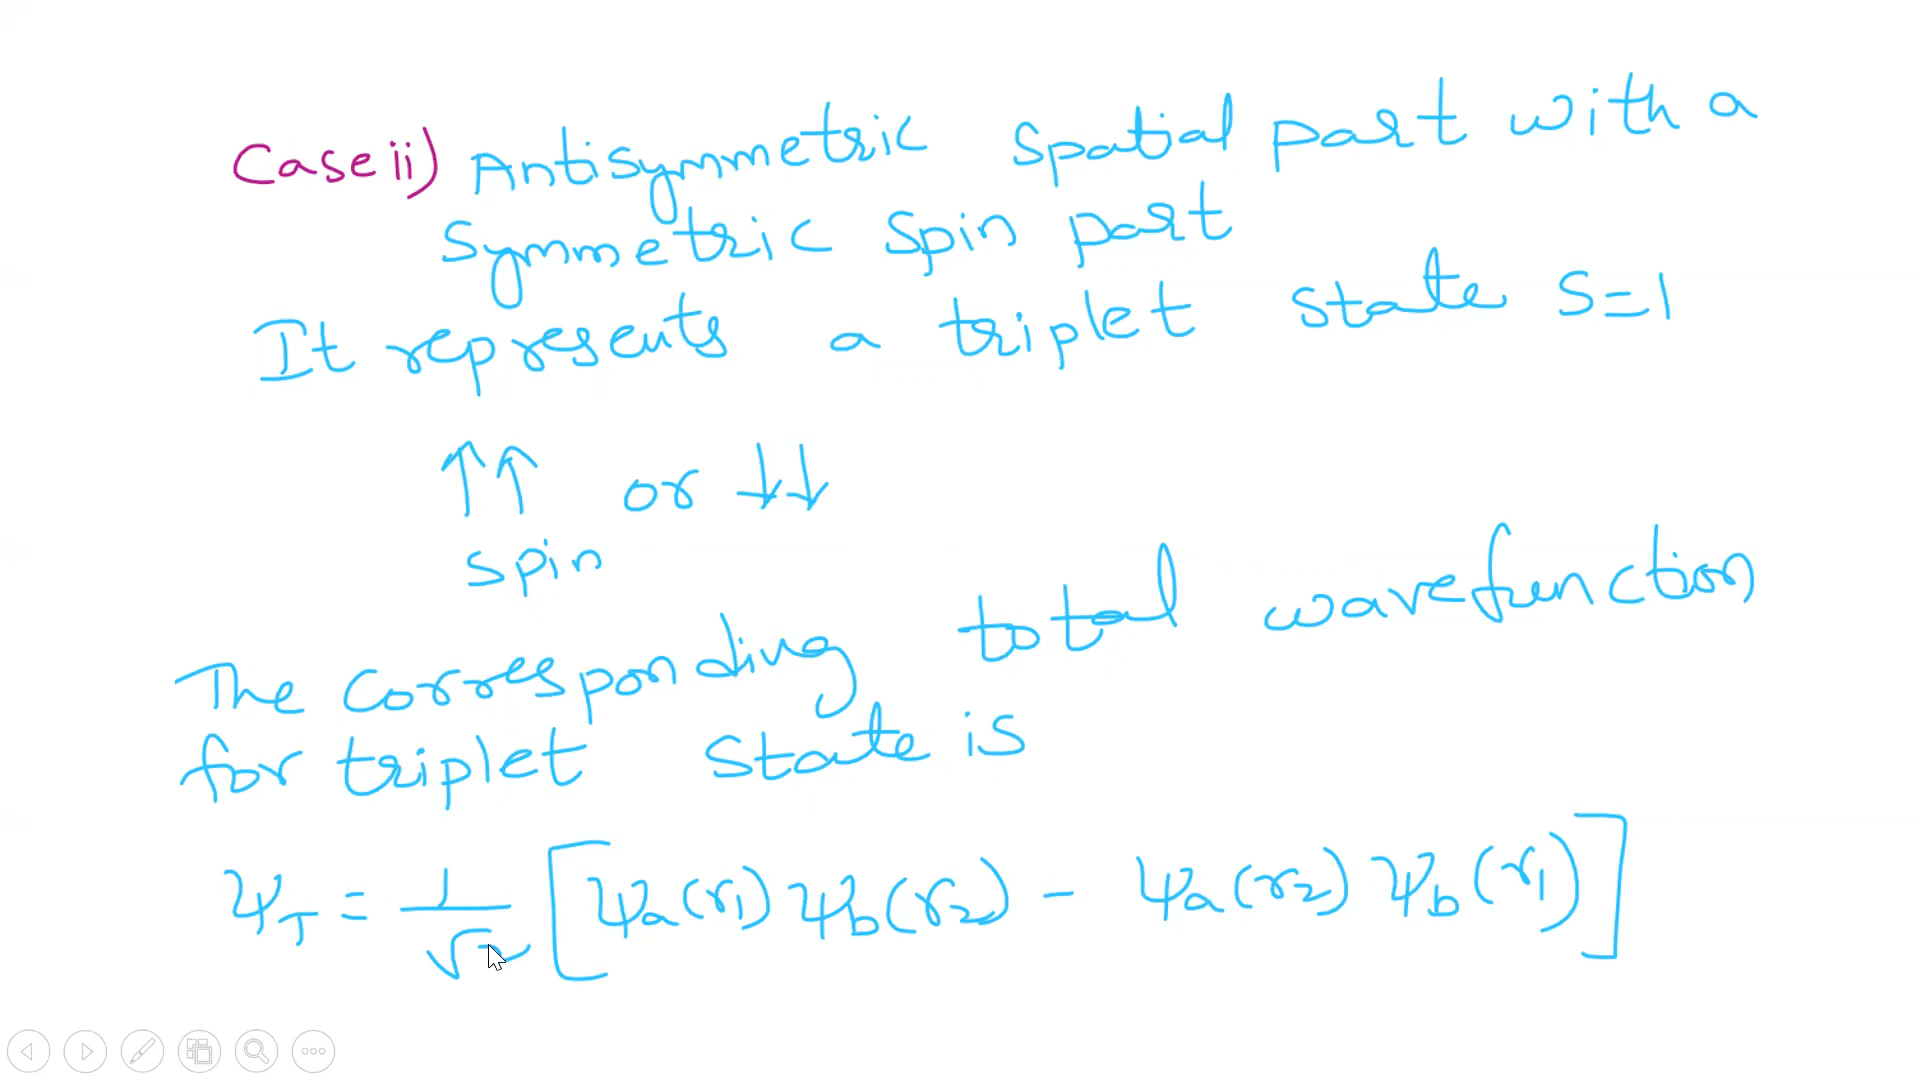 Case ii) Antisymmetric spatial part with a
symmetric spin part
It represents a triplet state S=1
↑↑ or ↓↓
spin
The corresponding total wavefunction
for triplet state is
Ψ_T = 1/√2 [ψa(r1) ψb(r2) - ψa(r2) ψb(r1)]